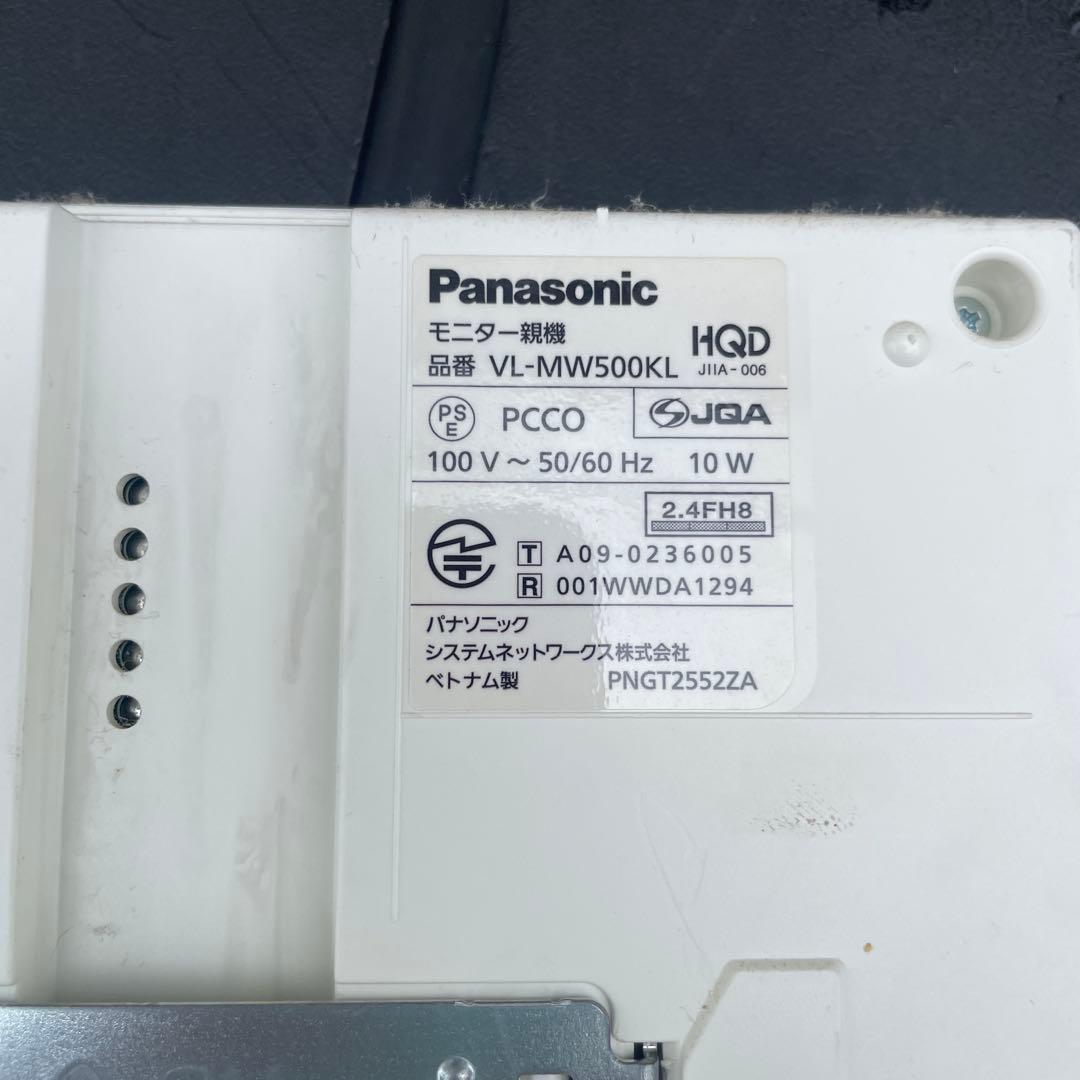 Panasonic
モニター親機
品番 VL-MW500KL
HQD
JIIA-006
PSE PCCO
JQA
100 V ～ 50/60 Hz 10 W
2.4FH8
T A09-0236005
R 001WWDA1294
パナソニック
システムネットワークス株式会社
ベトナム製 PNGT2552ZA